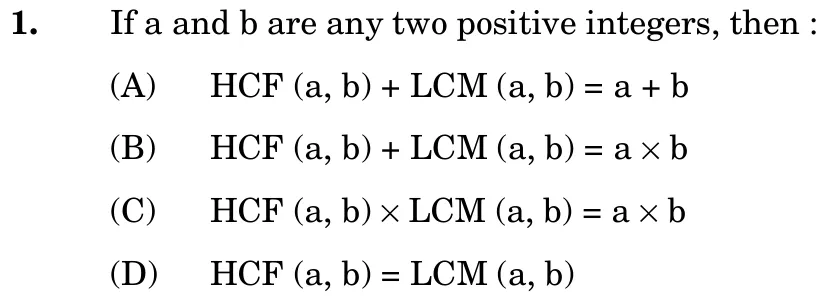 1. If a and b are any two positive integers, then :
(A) HCF (a, b) + LCM (a, b) = a + b
(B) HCF (a, b) + LCM (a, b) = a × b
(C) HCF (a, b) × LCM (a, b) = a × b
(D) HCF (a, b) = LCM (a, b)